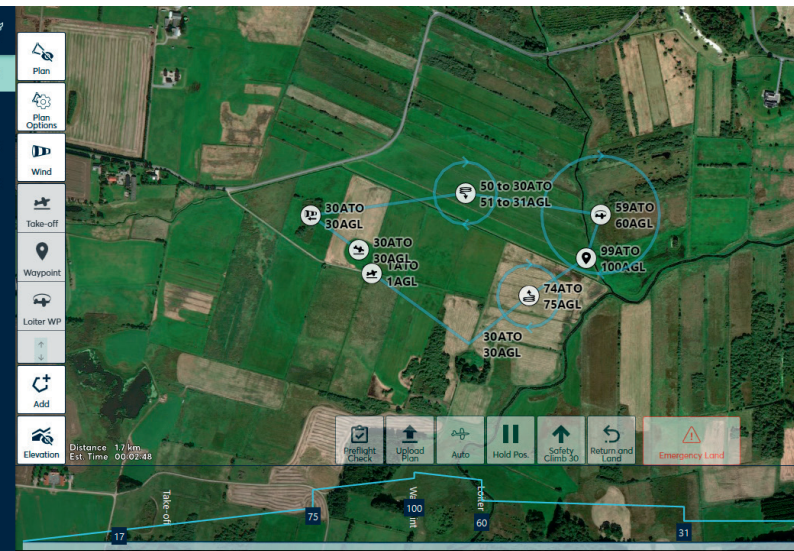 Plan
Plan
Options
Wind
Take-off
Waypoint
Loiter WP
Add
Elevation
50 to 30ATO
51 to 31AGL
30ATO
30AGL
59ATO
60AGL
30ATO
30AGL
1ATO
1AGL
99ATO
100AGL
74ATO
75AGL
30ATO
30AGL
Distance 1.7 km
Est. Time 00:02:48
Preflight
Check
Upload
Plan
Auto
Hold Pos.
Safety
Climb 30
Return and
Land
Emergency Land
Take-off
Loiter
17
75
100
60
31